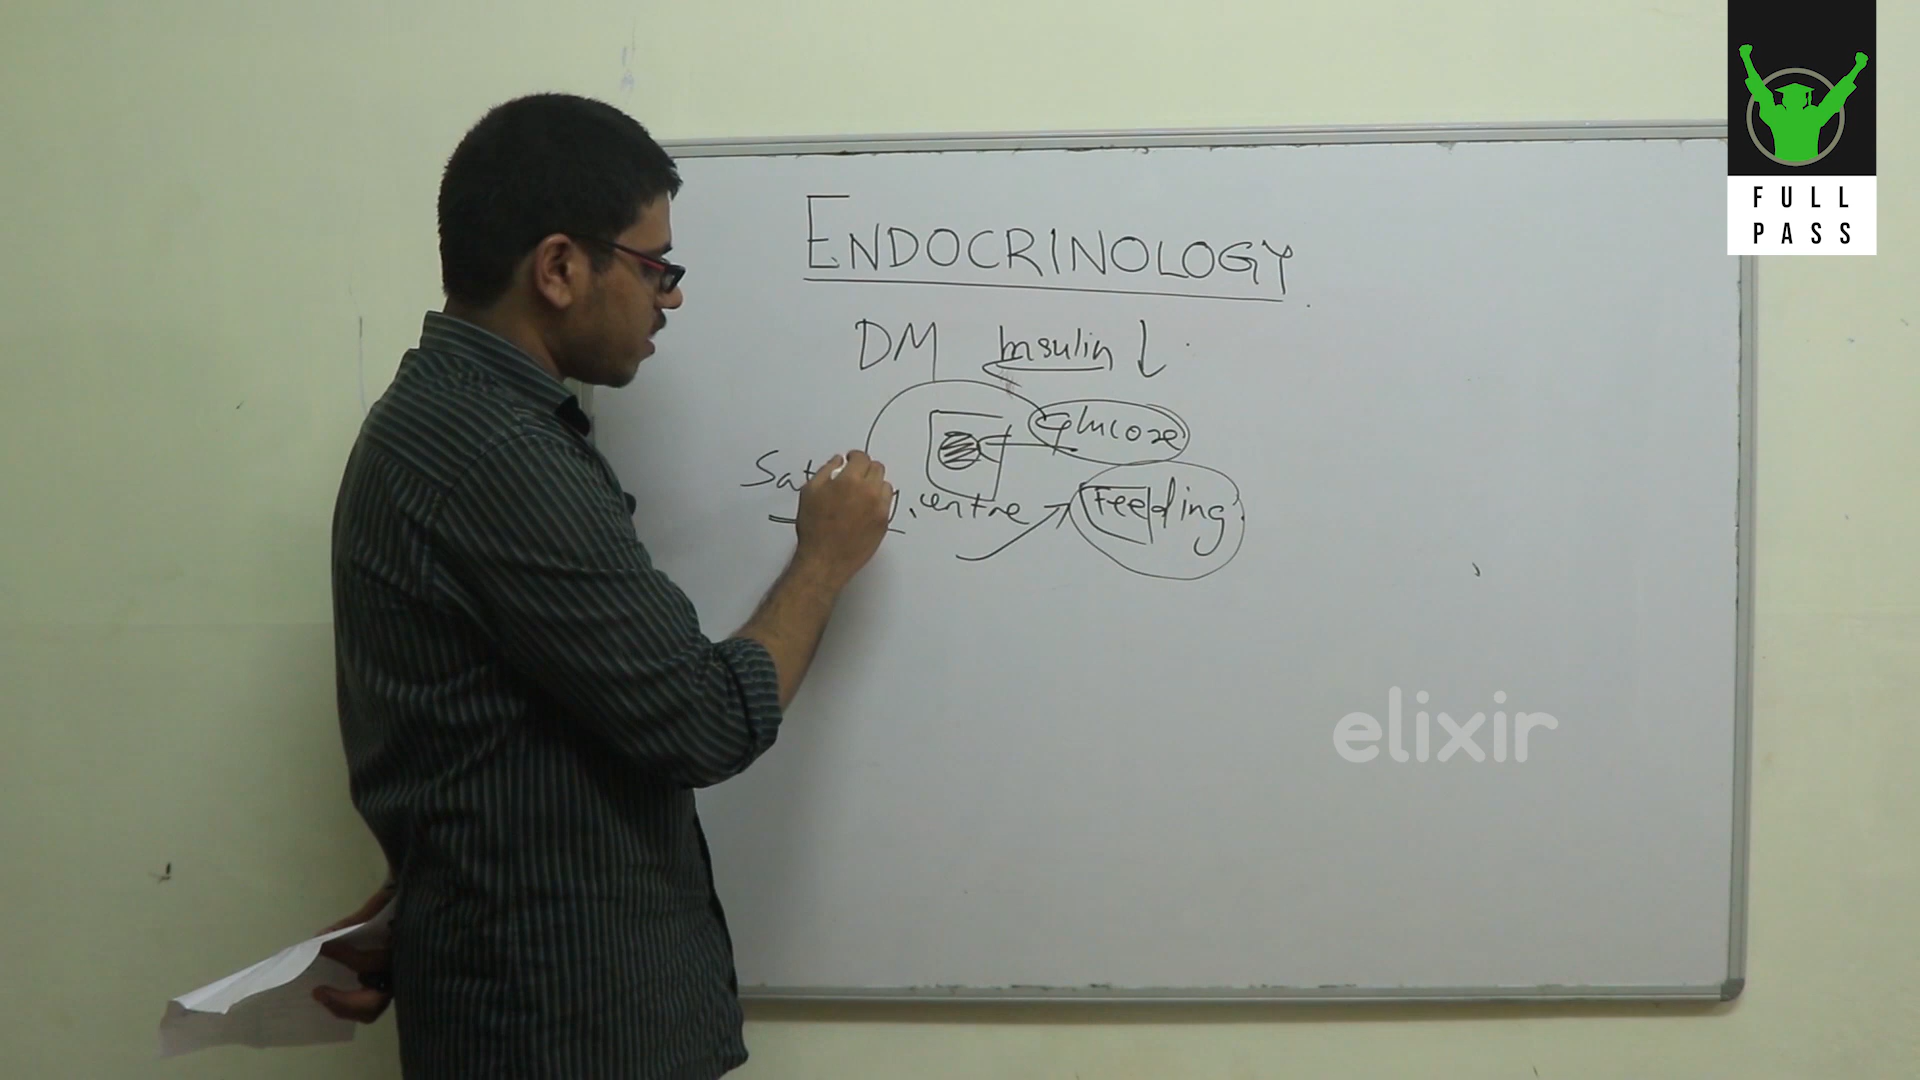 FULL
PASS
ENDOCRINOLOGY
DM Insulin ↓
Glucose
centre Feeding
elixir